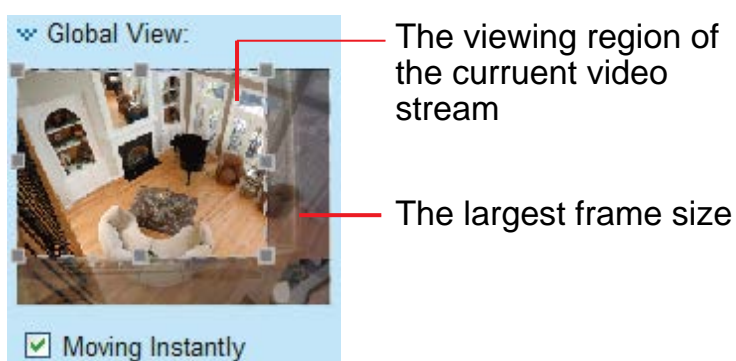 Global View:
The viewing region of
the curruent video
stream
The largest frame size
Moving Instantly